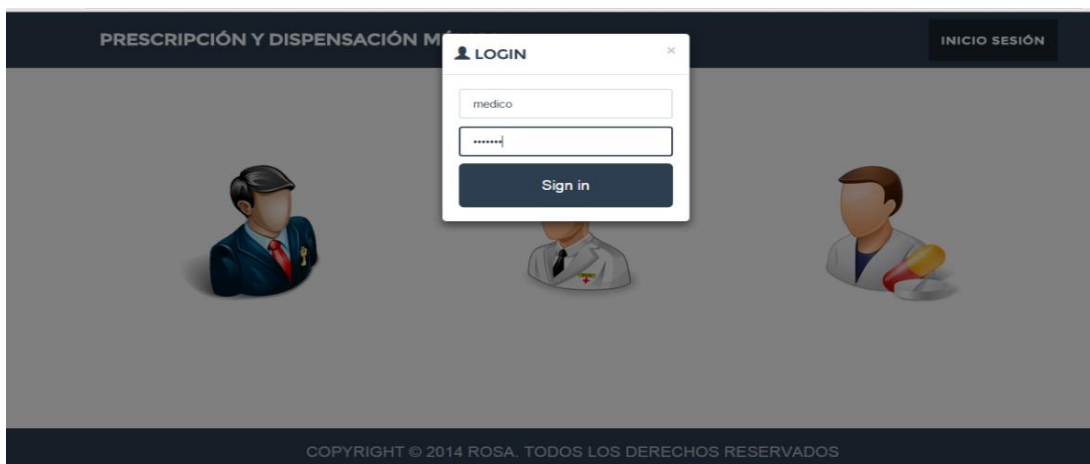 PRESCRIPCIÓN Y DISPENSACIÓN
INICIO SESIÓN
LOGIN
×
medico
•••••••
Sign in
COPYRIGHT © 2014 ROSA. TODOS LOS DERECHOS RESERVADOS